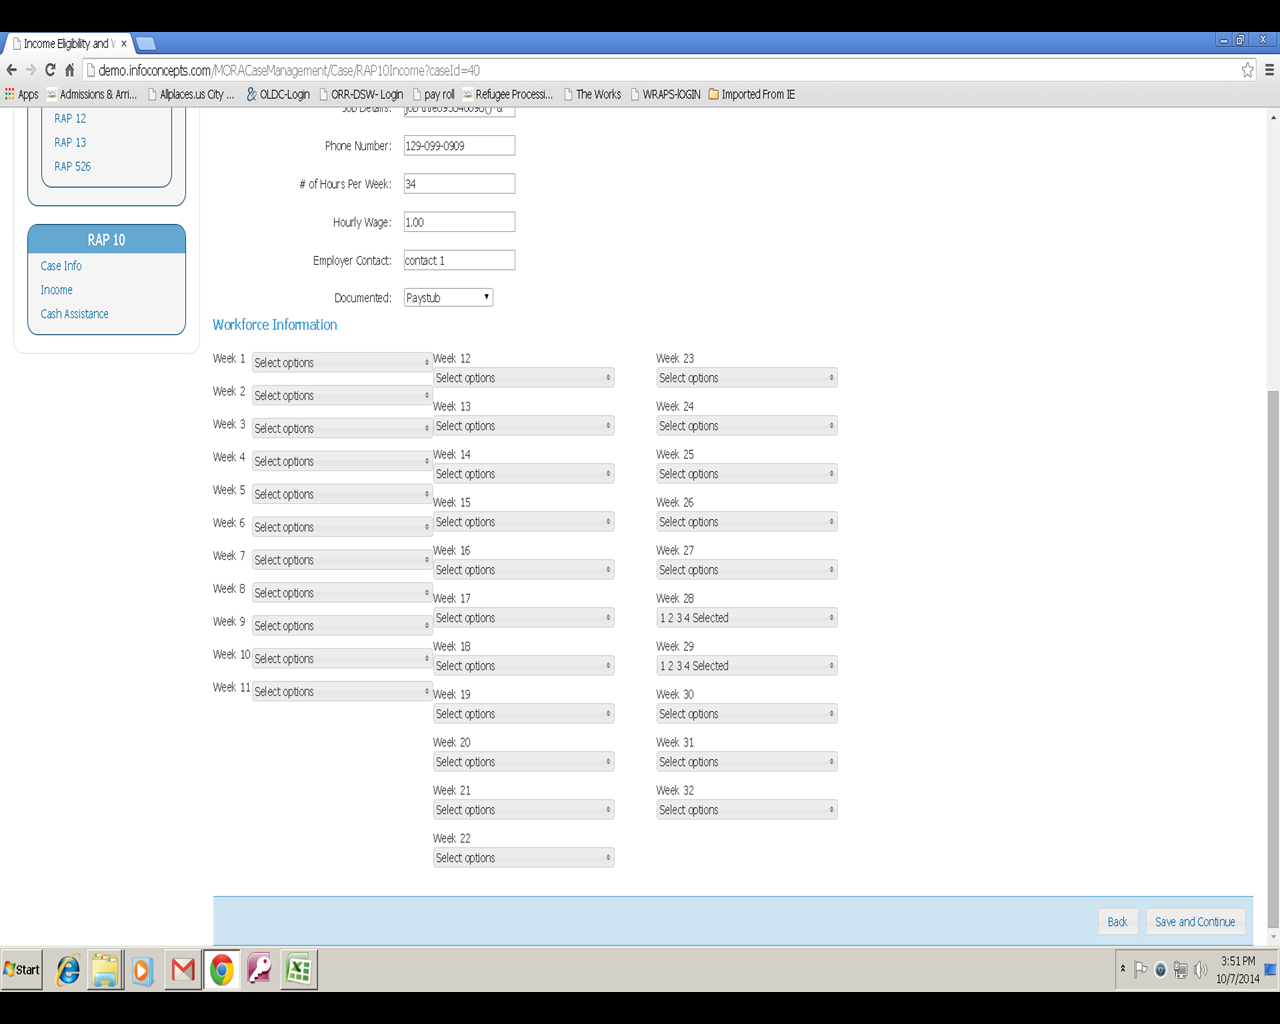 Income Eligibility and V
demo.infoconcepts.com/MORACaseManagement/Case/RAP10Income?caseId=40
Apps Admissions & Arri... Allplaces.us City ... OLDC-Login ORR-DSW- Login pay roll Refugee Processi... The Works WRAPS-lOGIN Imported From IE
RAP 12
RAP 13
RAP 526
RAP 10
Case Info
Income
Cash Assistance
Job Details:
Phone Number: 129-099-0909
# of Hours Per Week: 34
Hourly Wage: 1.00
Employer Contact: contact 1
Documented: Paystub
Workforce Information
Week 1 Select options
Week 2 Select options
Week 3 Select options
Week 4 Select options
Week 5 Select options
Week 6 Select options
Week 7 Select options
Week 8 Select options
Week 9 Select options
Week 10 Select options
Week 11 Select options
Week 12
Select options
Week 13
Select options
Week 14
Select options
Week 15
Select options
Week 16
Select options
Week 17
Select options
Week 18
Select options
Week 19
Select options
Week 20
Select options
Week 21
Select options
Week 22
Select options
Week 23
Select options
Week 24
Select options
Week 25
Select options
Week 26
Select options
Week 27
Select options
Week 28
1 2 3 4 Selected
Week 29
1 2 3 4 Selected
Week 30
Select options
Week 31
Select options
Week 32
Select options
Back Save and Continue
Start
3:51 PM
10/7/2014